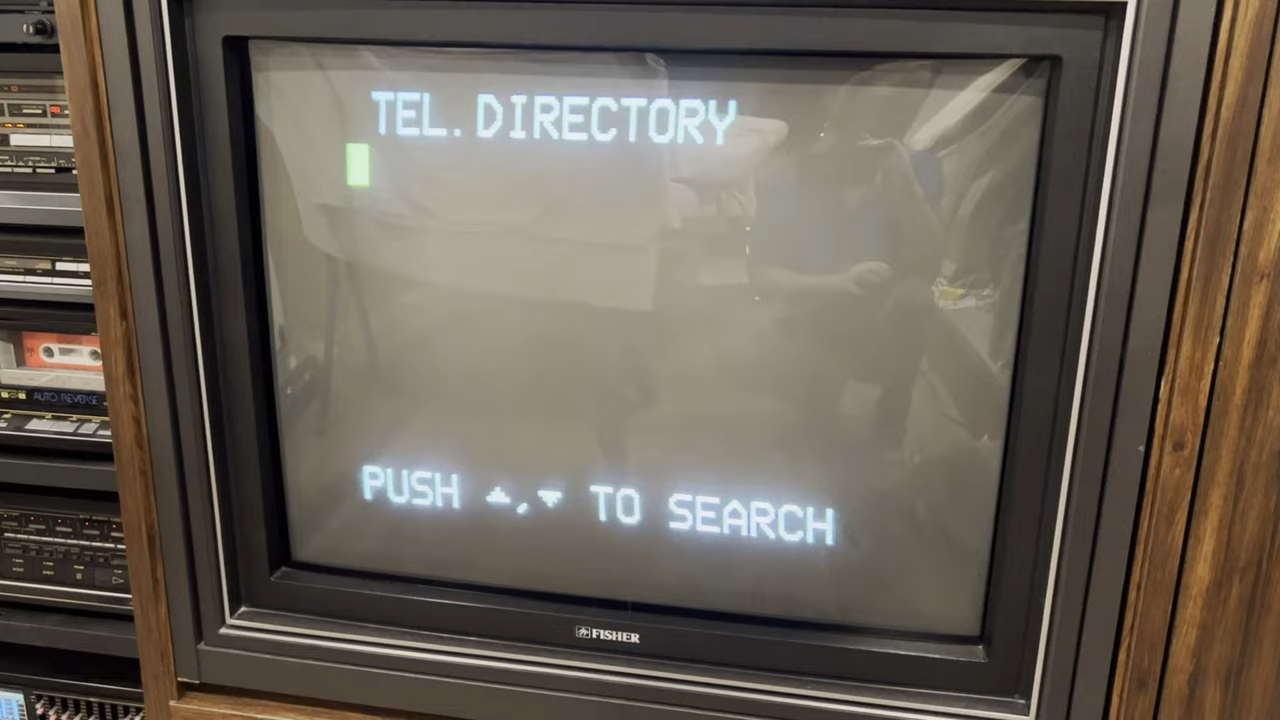 TEL. DIRECTORY
PUSH ▲,▼ TO SEARCH
FISHER
AUTO REVERSE